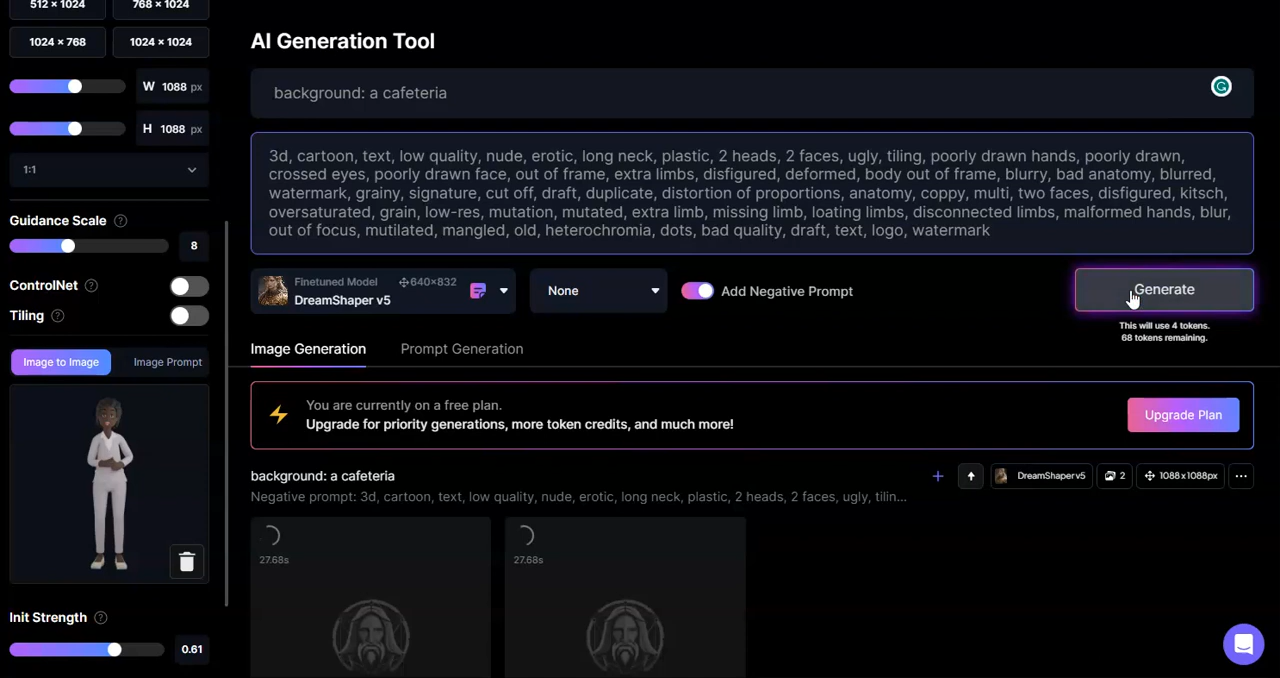 512 × 1024
768 × 1024
1024 × 768
1024 × 1024
W 1088 px
H 1088 px
1:1
Guidance Scale ?
8
ControlNet ?
Tiling ?
Image to Image
Image Prompt
Init Strength ?
0.61
AI Generation Tool
background: a cafeteria
3d, cartoon, text, low quality, nude, erotic, long neck, plastic, 2 heads, 2 faces, ugly, tiling, poorly drawn hands, poorly drawn,
crossed eyes, poorly drawn face, out of frame, extra limbs, disfigured, deformed, body out of frame, blurry, bad anatomy, blurred,
watermark, grainy, signature, cut off, draft, duplicate, distortion of proportions, anatomy, coppy, multi, two faces, disfigured, kitsch,
oversaturated, grain, low-res, mutation, mutated, extra limb, missing limb, loating limbs, disconnected limbs, malformed hands, blur,
out of focus, mutilated, mangled, old, heterochromia, dots, bad quality, draft, text, logo, watermark
Finetuned Model
640×832
DreamShaper v5
None
Add Negative Prompt
Generate
This will use 4 tokens.
68 tokens remaining.
Image Generation
Prompt Generation
You are currently on a free plan.
Upgrade for priority generations, more token credits, and much more!
Upgrade Plan
background: a cafeteria
DreamShaper v5
2
1088x1088px
Negative prompt: 3d, cartoon, text, low quality, nude, erotic, long neck, plastic, 2 heads, 2 faces, ugly, tilin...
27.68s
27.68s